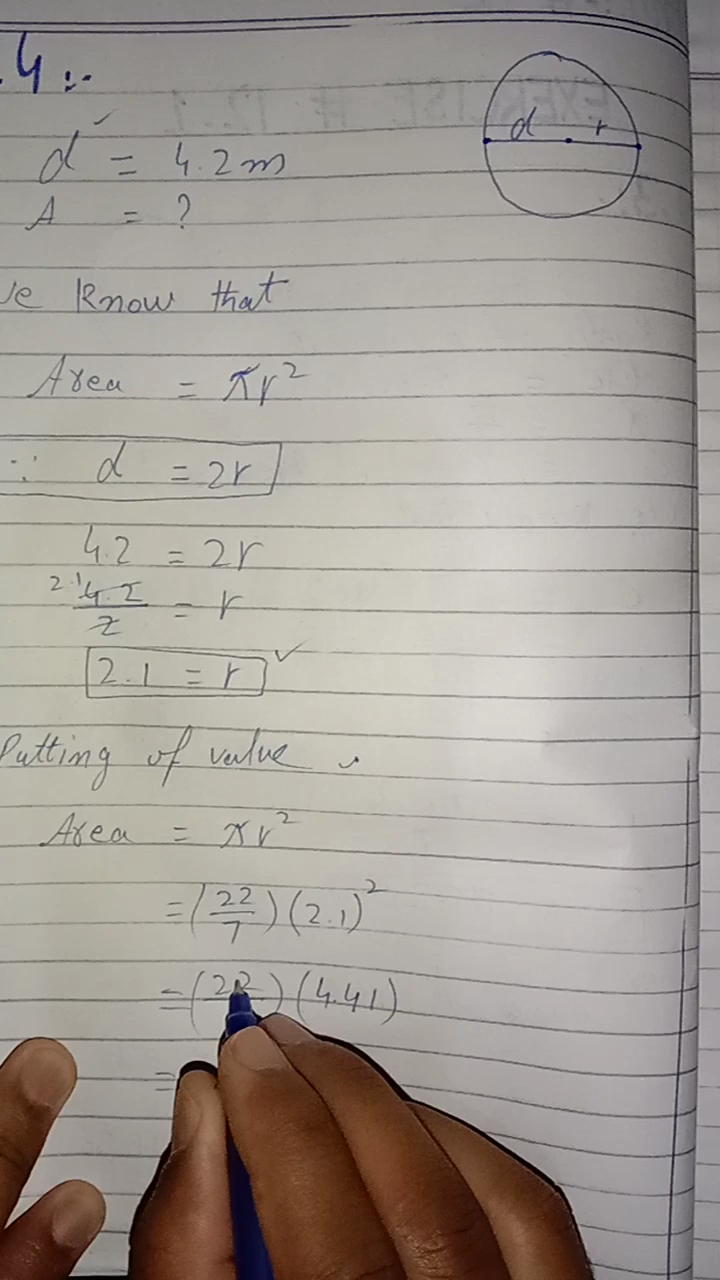 .4:-
d r
d = 4.2m
A = ?
we know that
Area = πr²
∵ d = 2r
4.2 = 2r
2.1 4.2/2 = r
2.1 = r ✓
Putting of value.
Area = πr²
= (22/7)(2.1)²
= (22 )(4.41)
=